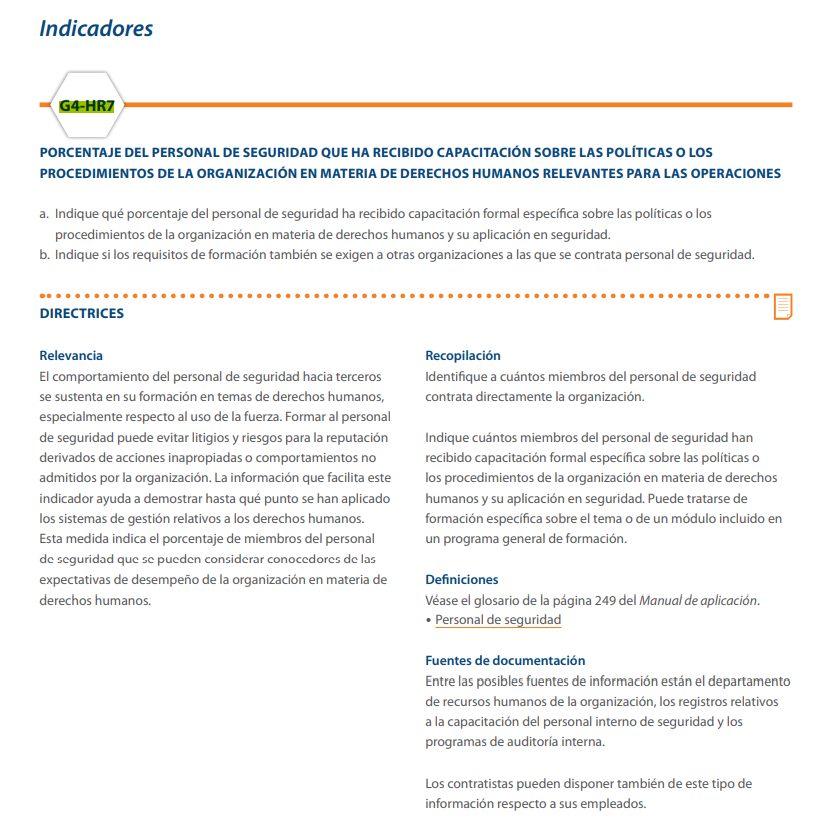 Indicadores
G4-HR7
PORCENTAJE DEL PERSONAL DE SEGURIDAD QUE HA RECIBIDO CAPACITACIÓN SOBRE LAS POLÍTICAS O LOS
PROCEDIMIENTOS DE LA ORGANIZACIÓN EN MATERIA DE DERECHOS HUMANOS RELEVANTES PARA LAS OPERACIONES
a. Indique qué porcentaje del personal de seguridad ha recibido capacitación formal específica sobre las políticas o los
procedimientos de la organización en materia de derechos humanos y su aplicación en seguridad.
b. Indique si los requisitos de formación también se exigen a otras organizaciones a las que se contrata personal de seguridad.
DIRECTRICES
Relevancia
El comportamiento del personal de seguridad hacia terceros
se sustenta en su formación en temas de derechos humanos,
especialmente respecto al uso de la fuerza. Formar al personal
de seguridad puede evitar litigios y riesgos para la reputación
derivados de acciones inapropiadas o comportamientos no
admitidos por la organización. La información que facilita este
indicador ayuda a demostrar hasta qué punto se han aplicado
los sistemas de gestión relativos a los derechos humanos.
Esta medida indica el porcentaje de miembros del personal
de seguridad que se pueden considerar conocedores de las
expectativas de desempeño de la organización en materia de
derechos humanos.
Recopilación
Identifique a cuántos miembros del personal de seguridad
contrata directamente la organización.
Indique cuántos miembros del personal de seguridad han
recibido capacitación formal específica sobre las políticas o
los procedimientos de la organización en materia de derechos
humanos y su aplicación en seguridad. Puede tratarse de
formación específica sobre el tema o de un módulo incluido en
un programa general de formación.
Definiciones
Véase el glosario de la página 249 del Manual de aplicación.
• Personal de seguridad
Fuentes de documentación
Entre las posibles fuentes de información están el departamento
de recursos humanos de la organización, los registros relativos
a la capacitación del personal interno de seguridad y los
programas de auditoría interna.
Los contratistas pueden disponer también de este tipo de
información respecto a sus empleados.